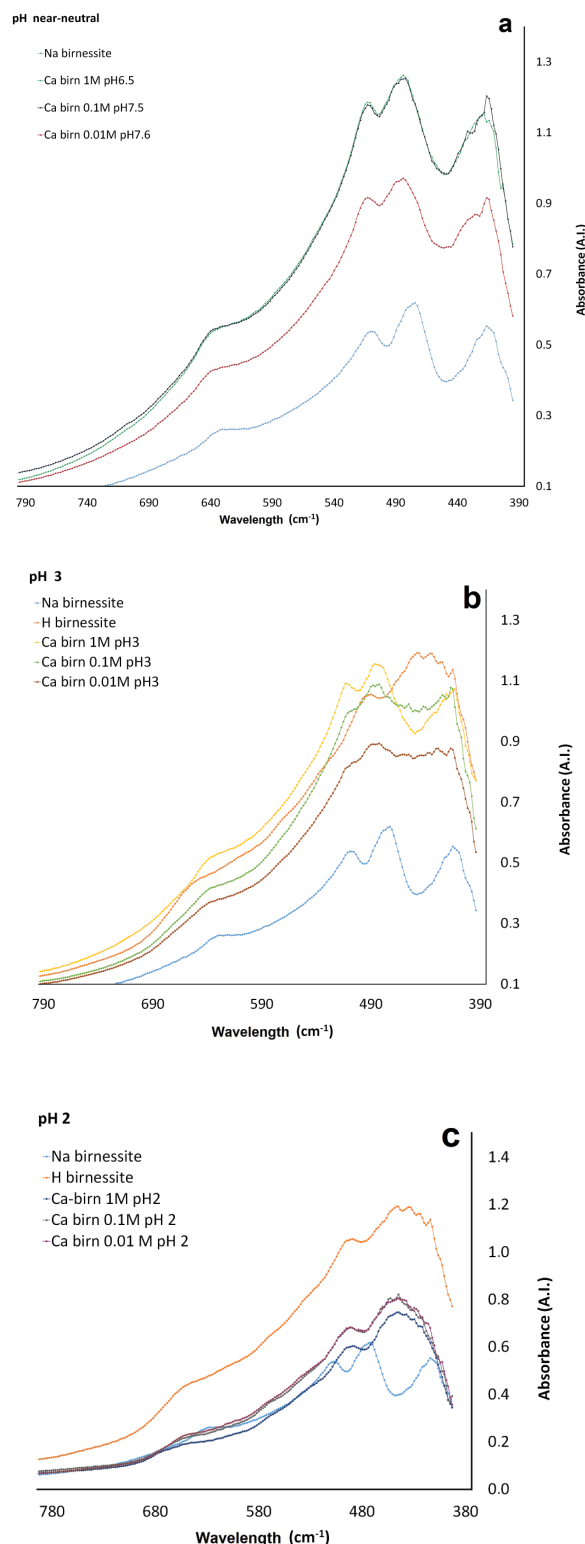 pH near-neutral
a
Na birnessite
Ca birn 1M pH6.5
Ca birn 0.1M pH7.5
Ca birn 0.01M pH7.6
1.3
1.1
0.9
0.7
0.5
0.3
0.1
Absorbance (A.I.)
790 740 690 640 590 540 490 440 390
Wavelength (cm⁻¹)
pH 3
b
Na birnessite
H birnessite
Ca birn 1M pH3
Ca birn 0.1M pH3
Ca birn 0.01M pH3
1.3
1.1
0.9
0.7
0.5
0.3
0.1
Absorbance (A.I.)
790 690 590 490 390
Wavelength (cm⁻¹)
pH 2
c
Na birnessite
H birnessite
Ca-birn 1M pH2
Ca birn 0.1M pH 2
Ca birn 0.01 M pH 2
1.4
1.2
1.0
0.8
0.6
0.4
0.2
0.0
Absorbance (A.I.)
780 680 580 480 380
Wavelength (cm⁻¹)